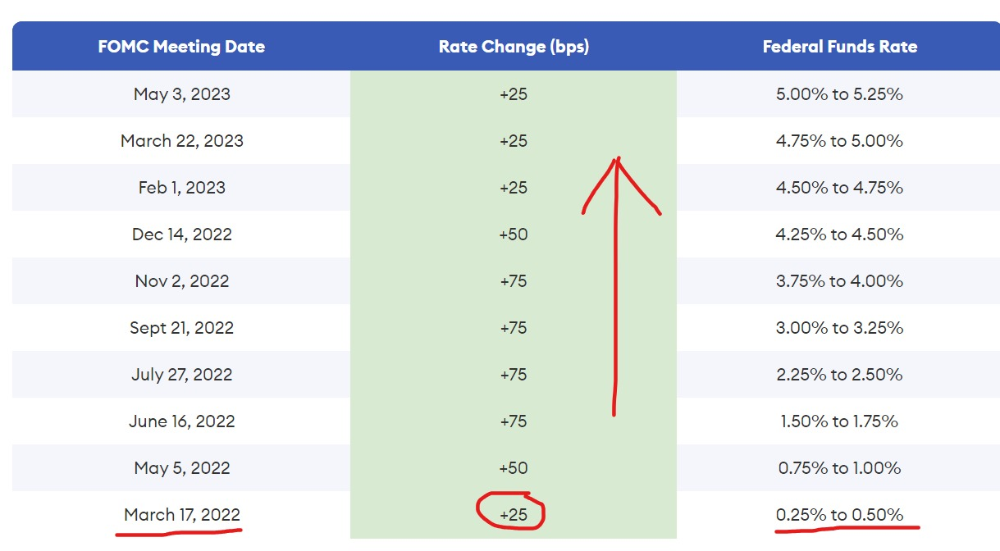 FOMC Meeting Date Rate Change (bps) Federal Funds Rate
May 3, 2023 +25 5.00% to 5.25%
March 22, 2023 +25 4.75% to 5.00%
Feb 1, 2023 +25 4.50% to 4.75%
Dec 14, 2022 +50 4.25% to 4.50%
Nov 2, 2022 +75 3.75% to 4.00%
Sept 21, 2022 +75 3.00% to 3.25%
July 27, 2022 +75 2.25% to 2.50%
June 16, 2022 +75 1.50% to 1.75%
May 5, 2022 +50 0.75% to 1.00%
March 17, 2022 +25 0.25% to 0.50%